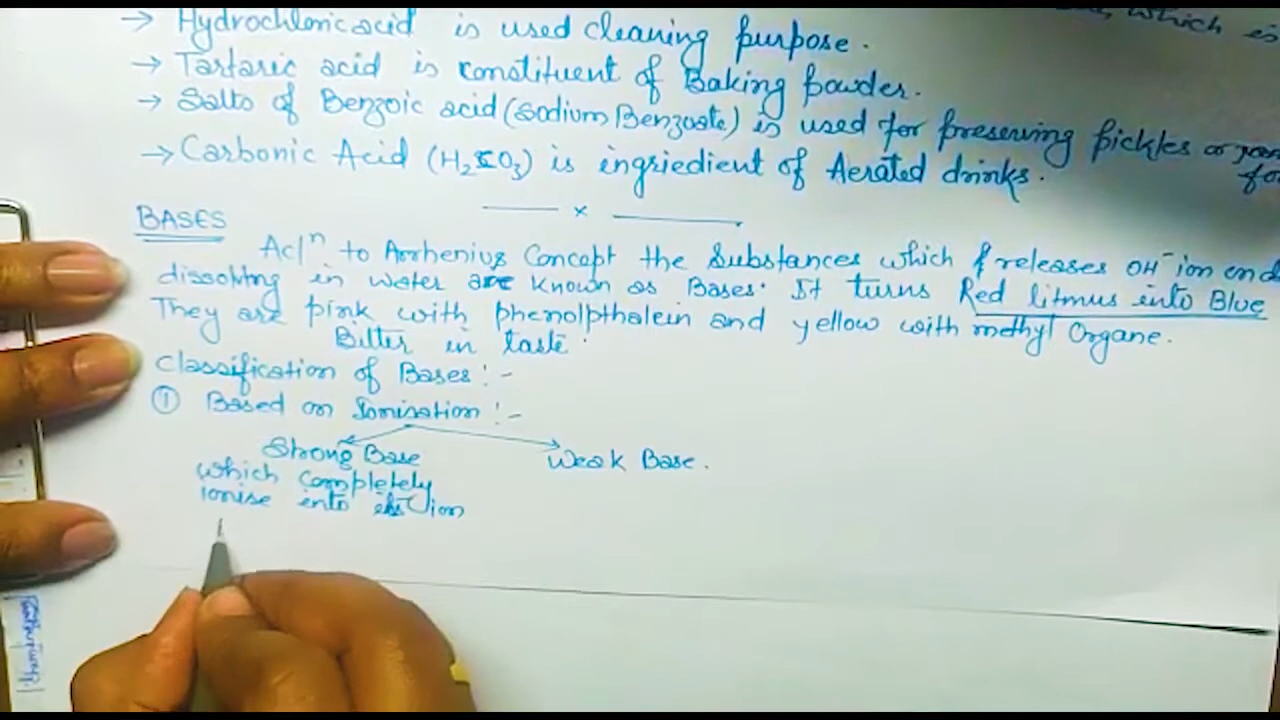 , which is
→ Hydrochloric acid is used cleaning purpose.
→ Tartaric acid is constituent of Baking powder.
→ Salts of Benzoic acid (Sodium Benzoate) is used for preserving pickles or
→ Carbonic Acid (H₂CO₃) is ingriedient of Aerated drinks.
x
BASES
Acl^n to Arrhenius Concept the Substances which releases OH⁻ ion
dissolving in water are known as Bases. It turns Red litmus into Blue
They are pink with phenolpthalein and yellow with methyl Organe.
Bitter in taste.
Classification of Bases :-
① Based on Ionisation :-
Strong Base Weak Base.
which completely
ionise into ion